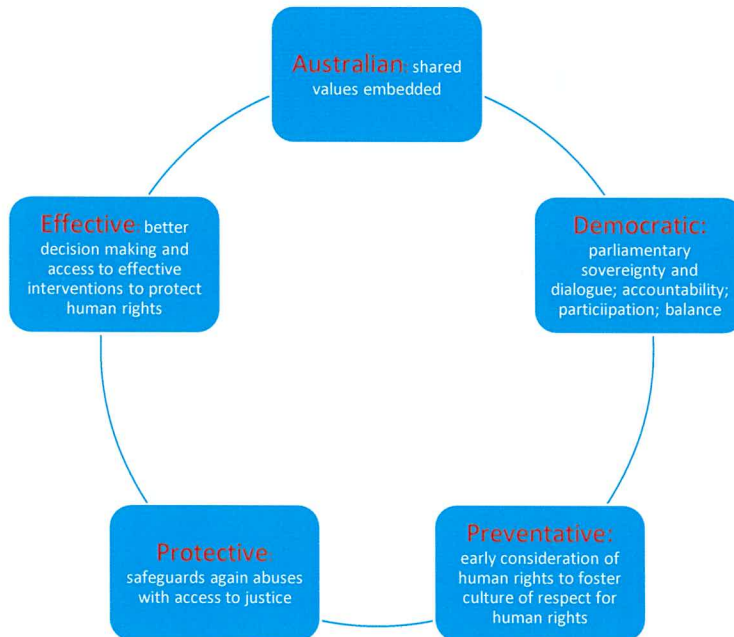 Australian: shared
values embedded
Democratic:
parliamentary
sovereignty and
dialogue; accountability;
particiipation; balance
Preventative:
early consideration of
human rights to foster
culture of respect for
human rights
Protective:
safeguards again abuses
with access to justice
Effective: better
decision making and
access to effective
interventions to protect
human rights